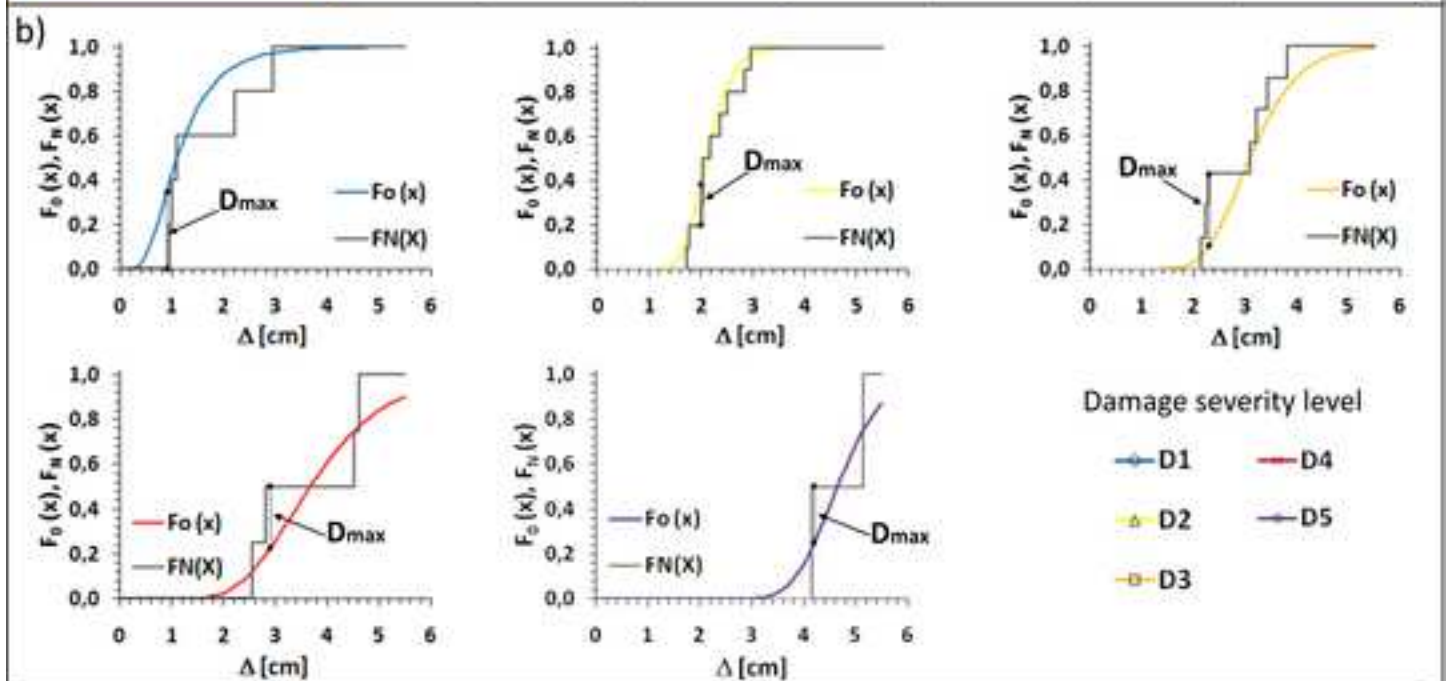 b)
F₀ (x), F_N (x)
1,0
0,8
0,6
0,4
0,2
0,0
Dmax
Fo (x)
FN(X)
0 1 2 3 4 5 6
Δ [cm]
1,0
0,8
0,6
0,4
0,2
0,0
Dmax
Fo (x)
FN(X)
0 1 2 3 4 5 6
Δ [cm]
F₀ (x), F_N (x)
1,0
0,8
0,6
0,4
0,2
0,0
Dmax
Fo (x)
FN(X)
0 1 2 3 4 5 6
Δ [cm]
F₀ (x), F_N (x)
1,0
0,8
0,6
0,4
0,2
0,0
Fo (x)
FN(X)
Dmax
0 1 2 3 4 5 6
Δ [cm]
F₀ (x), F_N (x)
1,0
0,8
0,6
0,4
0,2
0,0
Fo (x)
FN(X)
Dmax
0 1 2 3 4 5 6
Δ [cm]
F₀ (x), F_N (x)
Damage severity level
D1 D4
D2 D5
D3